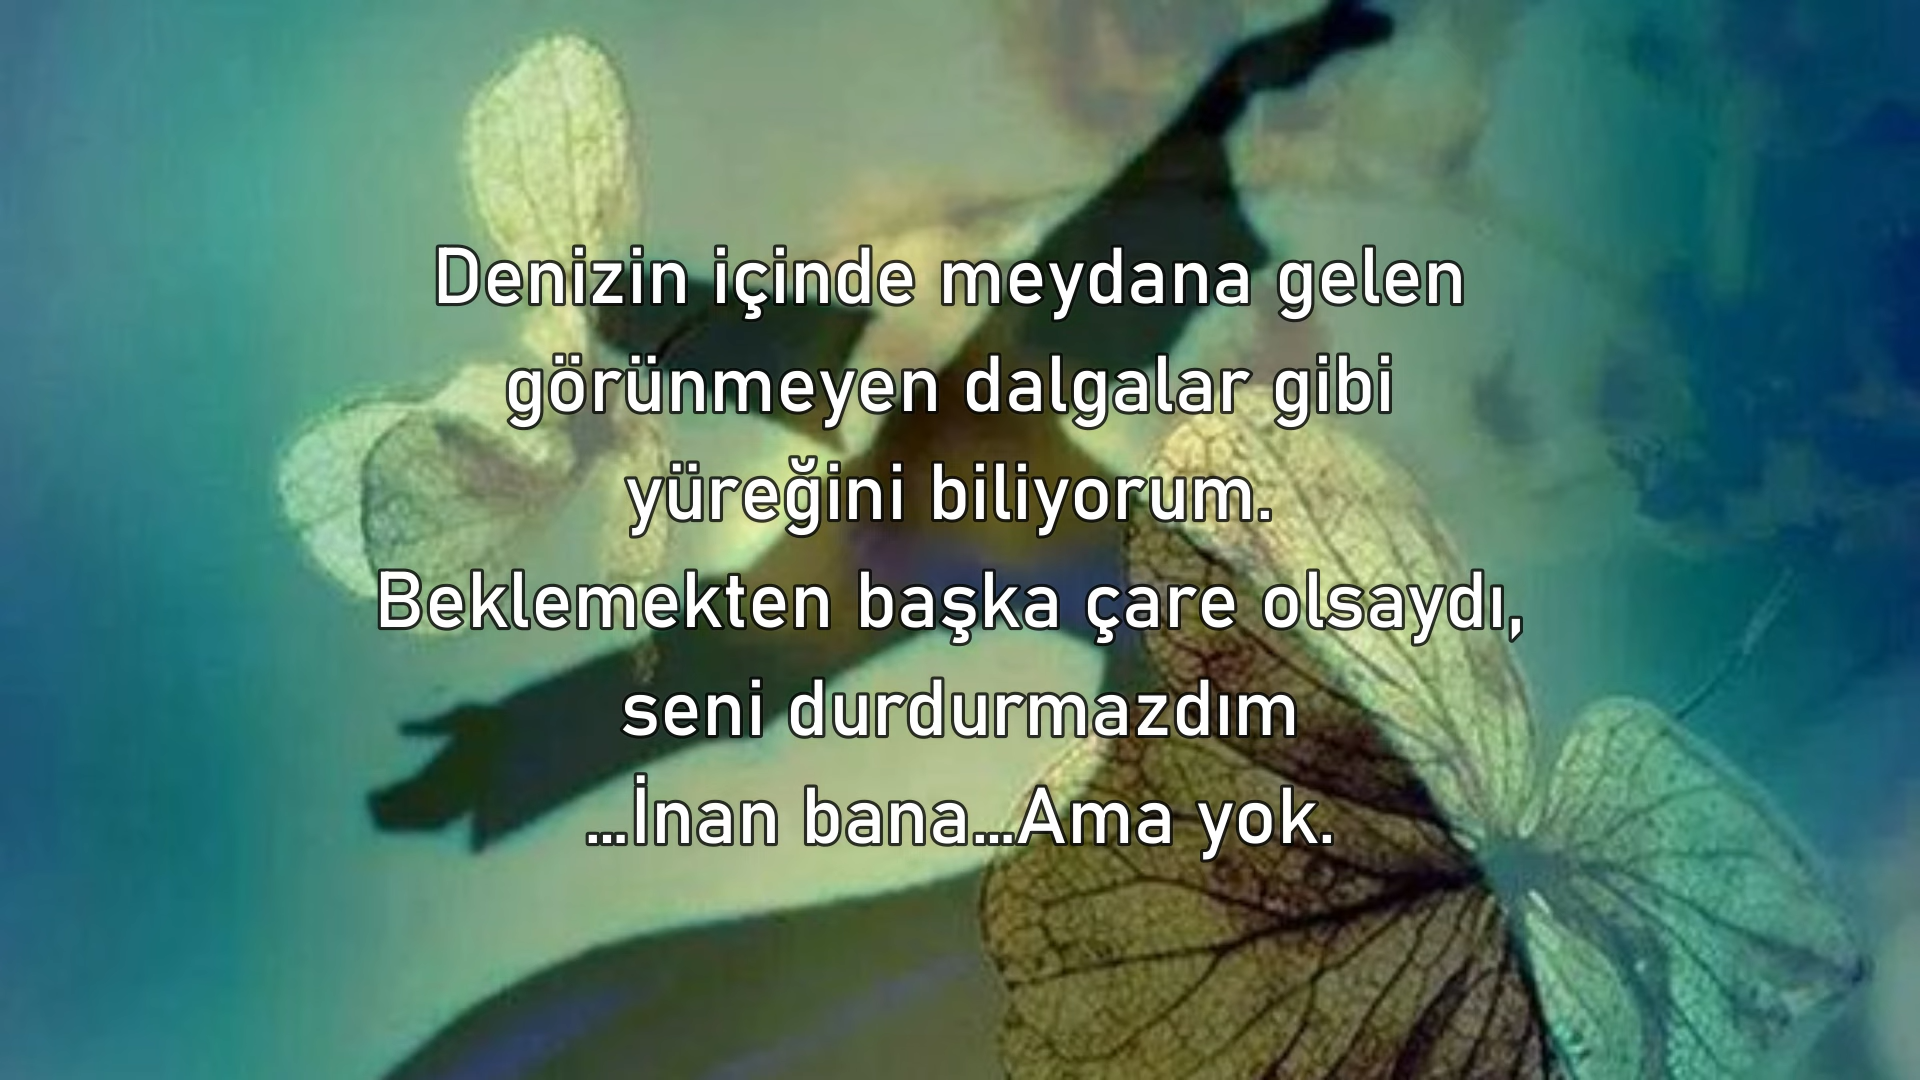 Denizin içinde meydana gelen
görünmeyen dalgalar gibi
yüreğini biliyorum.
Beklemekten başka çare olsaydı,
seni durdurmazdım
...İnan bana...Ama yok.